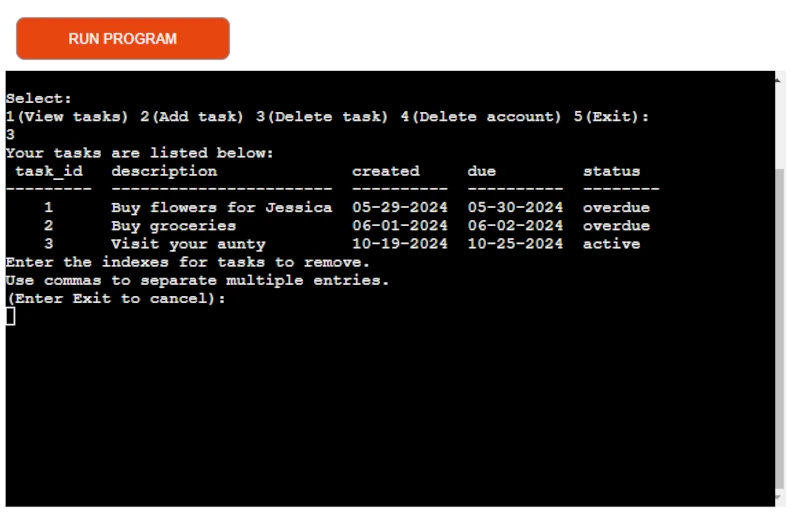 RUN PROGRAM
Select:
1(View tasks) 2(Add task) 3(Delete task) 4(Delete account) 5(Exit):
3
Your tasks are listed below:
task_id description created due status
--------- ----------------------- ---------- ---------- --------
1 Buy flowers for Jessica 05-29-2024 05-30-2024 overdue
2 Buy groceries 06-01-2024 06-02-2024 overdue
3 Visit your aunty 10-19-2024 10-25-2024 active
Enter the indexes for tasks to remove.
Use commas to separate multiple entries.
(Enter Exit to cancel):